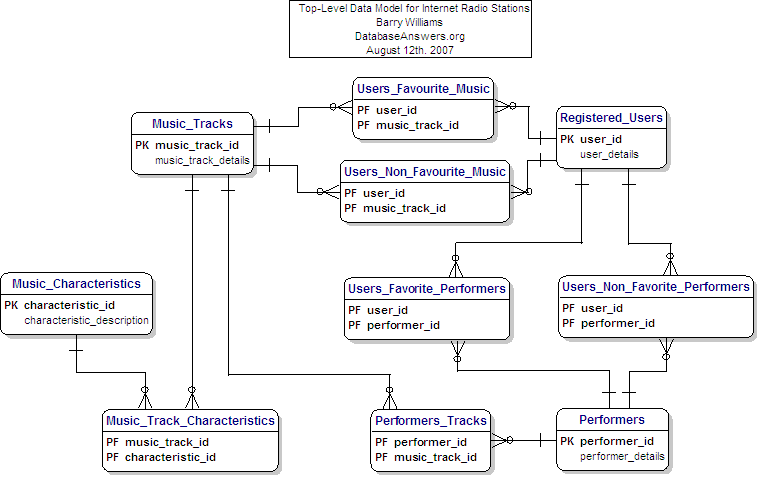 Top-Level Data Model for Internet Radio Stations
Barry Williams
DatabaseAnswers.org
August 12th. 2007
Users_Favourite_Music
PF user_id
PF music_track_id
Music_Tracks
PK music_track_id
music_track_details
Registered_Users
PK user_id
user_details
Users_Non_Favourite_Music
PF user_id
PF music_track_id
Music_Characteristics
PK characteristic_id
characteristic_description
Users_Favorite_Performers
PF user_id
PF performer_id
Users_Non_Favorite_Performers
PF user_id
PF performer_id
Music_Track_Characteristics
PF music_track_id
PF characteristic_id
Performers_Tracks
PF performer_id
PF music_track_id
Performers
PK performer_id
performer_details